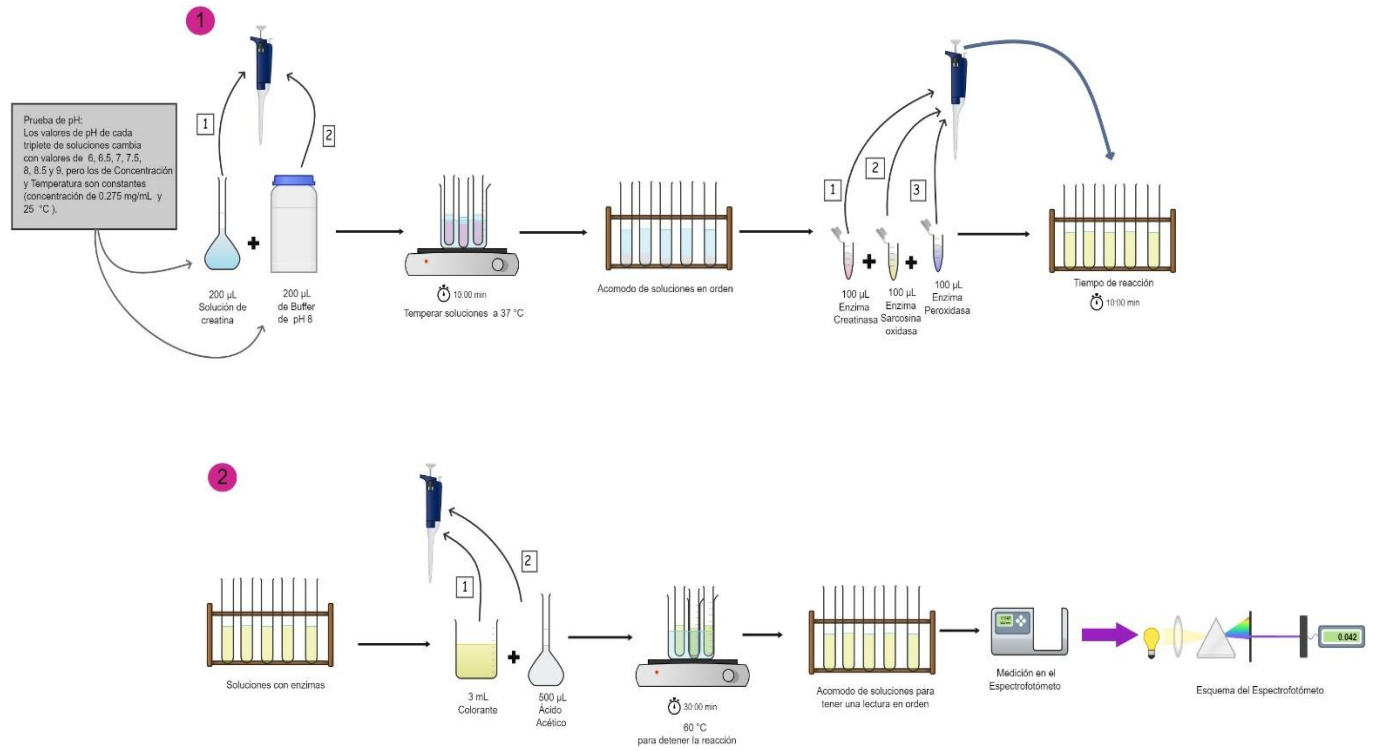 1
Prueba de pH:
Los valores de pH de cada
triplete de soluciones cambia
con valores de 6, 6.5, 7, 7.5,
8, 8.5 y 9, pero los de Concentración
y Temperatura son constantes
(concentración de 0.275 mg/mL y
25 °C ).
1
2
200 µL
Solución de
creatina
+
200 µL
de Buffer
de pH 8
10:00 min
Temperar soluciones a 37 °C
Acomodo de soluciones en orden
1
2
3
100 µL
Enzima
Creatinasa
+
100 µL
Enzima
Sarcosina
oxidasa
+
100 µL
Enzima
Peroxidasa
Tiempo de reacción
10:00 min
2
Soluciones con enzimas
1
2
3 mL
Colorante
+
500 µL
Ácido
Acético
30:00 min
60 °C
para detener la reacción
Acomodo de soluciones para
tener una lectura en orden
Medición en el
Espectrofotómeto
0.042
Esquema del Espectrofotómeto